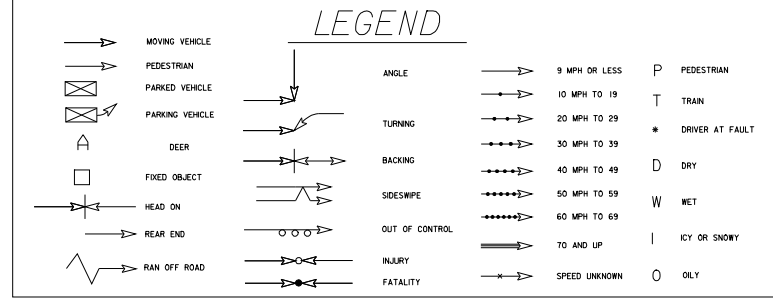 LEGEND
MOVING VEHICLE
PEDESTRIAN
PARKED VEHICLE
PARKING VEHICLE
A DEER
FIXED OBJECT
HEAD ON
REAR END
RAN OFF ROAD
ANGLE
TURNING
BACKING
SIDESWIPE
OUT OF CONTROL
INJURY
FATALITY
9 MPH OR LESS
10 MPH TO 19
20 MPH TO 29
30 MPH TO 39
40 MPH TO 49
50 MPH TO 59
60 MPH TO 69
70 AND UP
SPEED UNKNOWN
P PEDESTRIAN
T TRAIN
* DRIVER AT FAULT
D DRY
W WET
I ICY OR SNOWY
O OILY